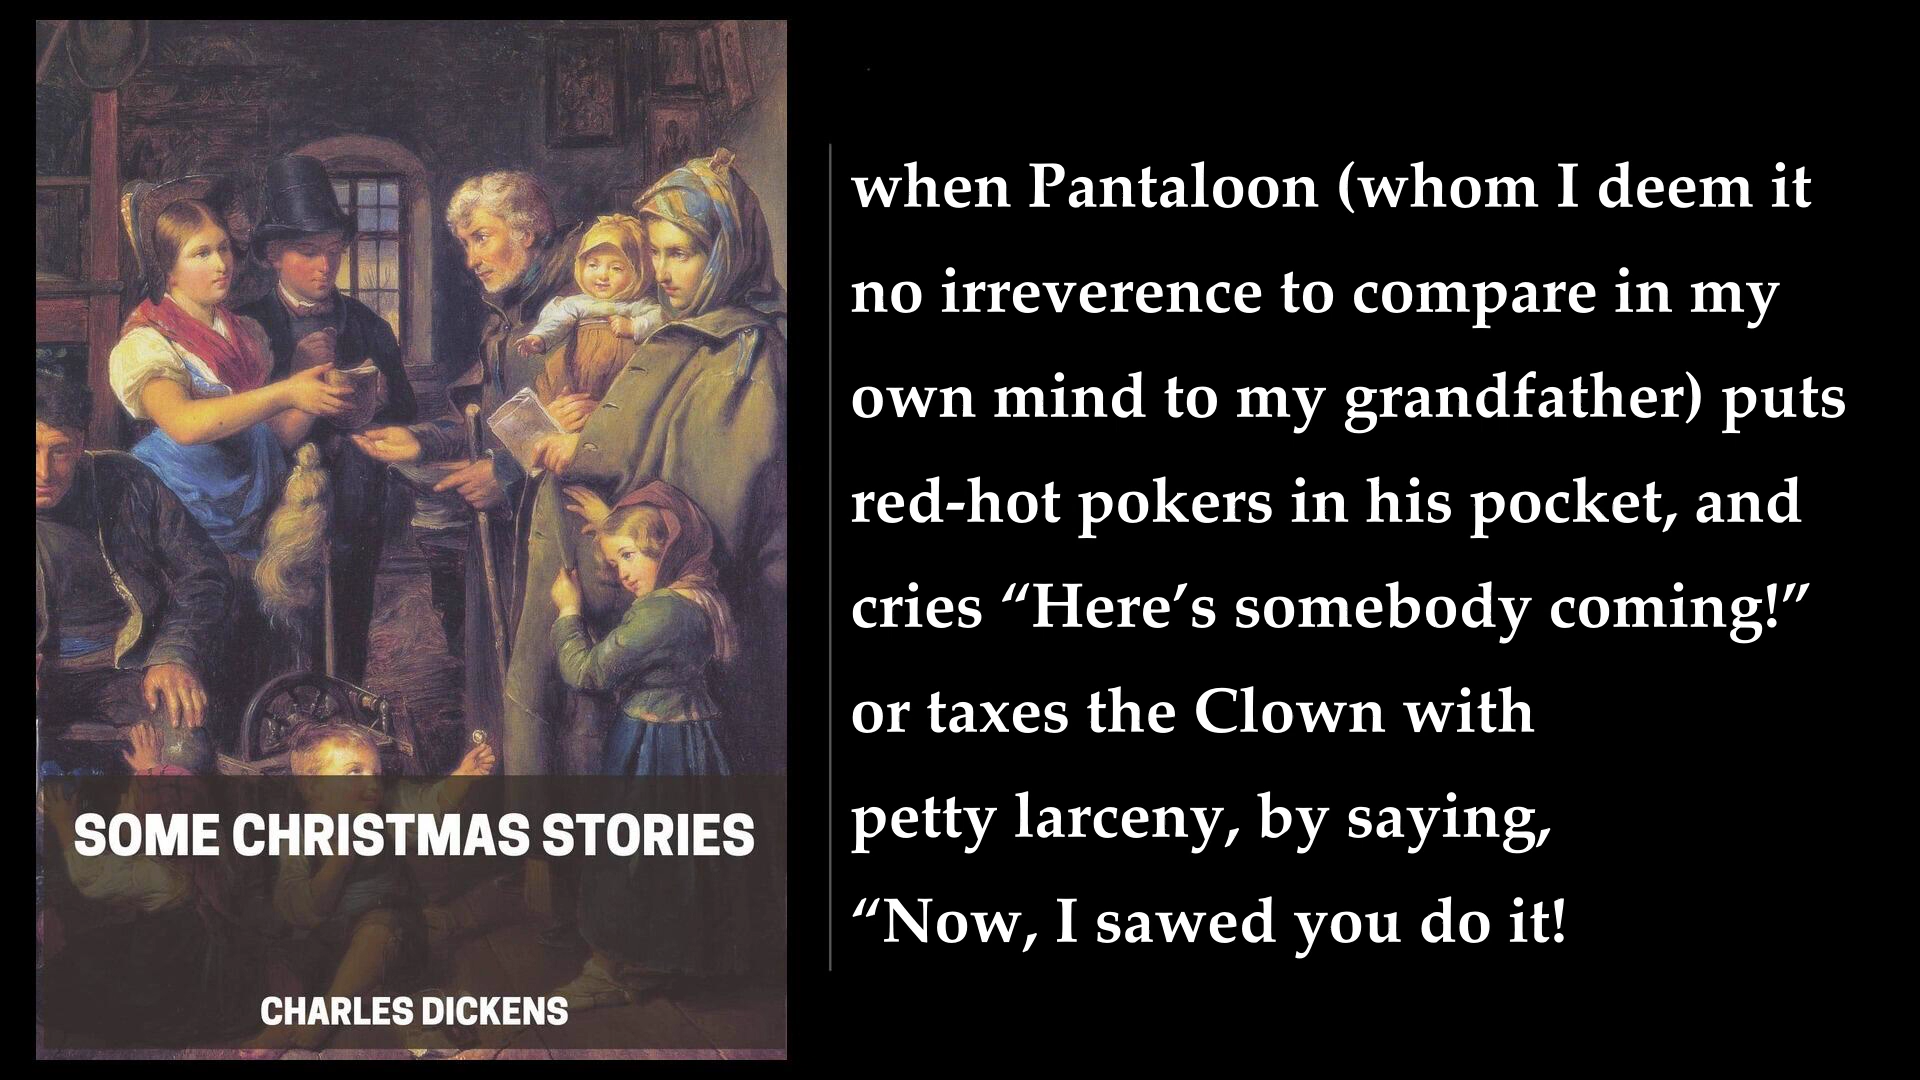 SOME CHRISTMAS STORIES
CHARLES DICKENS
when Pantaloon (whom I deem it
no irreverence to compare in my
own mind to my grandfather) puts
red-hot pokers in his pocket, and
cries “Here’s somebody coming!”
or taxes the Clown with
petty larceny, by saying,
“Now, I sawed you do it!